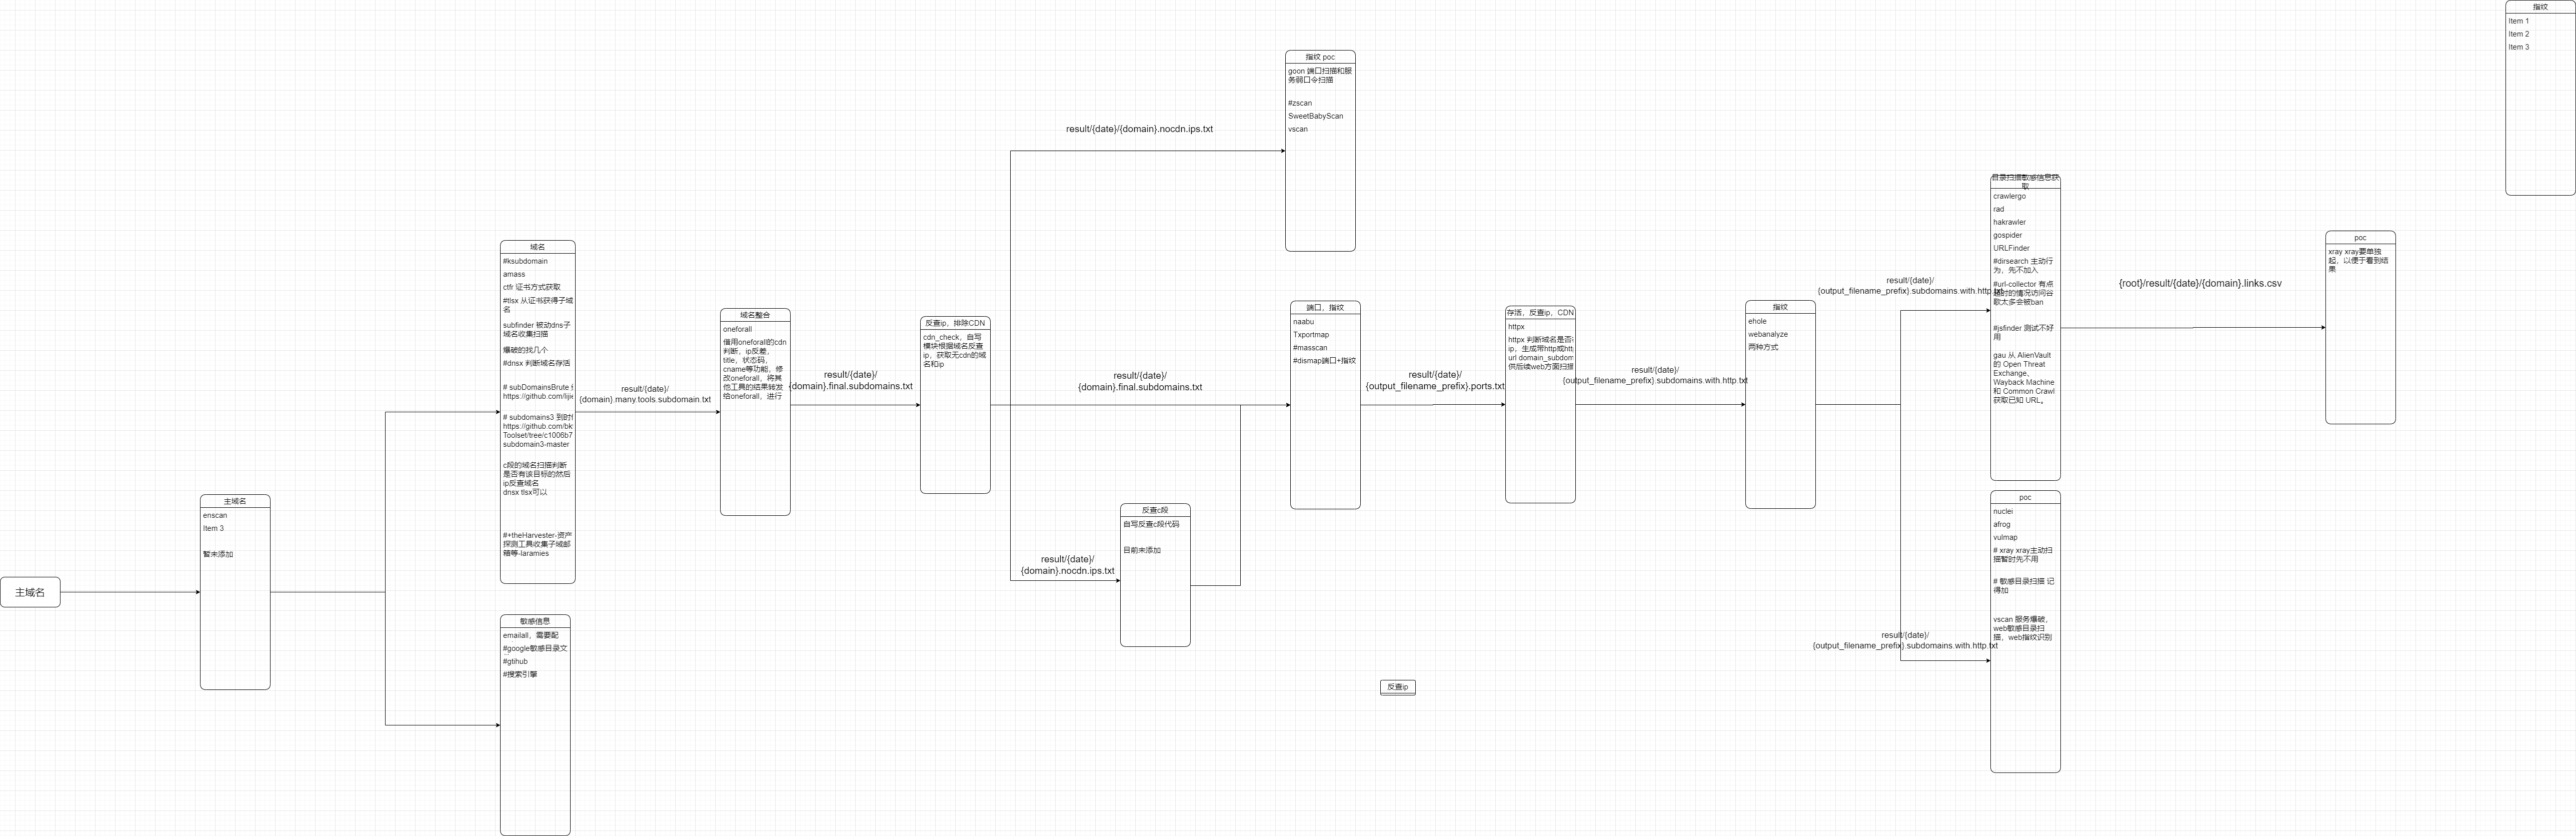 主域名
主域名
enscan
Item 3
暂未添加
域名
#ksubdomain
amass
ctfr 证书方式获取
#tlsx 从证书获得子域
名
subfinder 被动dns子
域名收集扫描
爆破的找几个
#dnsx 判断域名存活
# subDomainsBrute
https://github.com/lijie
# subdomains3 到时
https://github.com/bk
Toolset/tree/c1006b7
subdomain3-master
c段的域名扫描判断
是否有该目标的然后
ip反查域名
dnsx tlsx可以
#+theHarvester-资产
探测工具收集子域邮
箱等-laramies
敏感信息
emailall，需要配
#google敏感目录文
#gtihub
#搜索引擎
result/{date}/
{domain}.many.tools.subdomain.txt
域名整合
oneforall
借用oneforall的cdn
判断，ip反差，
title，状态码，
cname等功能，修
改oneforall，将其
他工具的结果转发
给oneforall，进行
result/{date}/
{domain}.final.subdomains.txt
反查ip，排除CDN
cdn_check，自写
模块根据域名反查
ip，获取无cdn的域
名和ip
result/{date}/{domain}.nocdn.ips.txt
指纹 poc
goon 端口扫描和服
务弱口令扫描
#zscan
SweetBabyScan
vscan
result/{date}/
{domain}.final.subdomains.txt
result/{date}/
{domain}.nocdn.ips.txt
反查c段
自写反查c段代码
目前未添加
端口，指纹
naabu
Txportmap
#masscan
#dismap端口+指纹
反查ip
result/{date}/
{output_filename_prefix}.ports.txt
存活，反查ip，CDN
httpx
httpx 判断域名是否
ip，生成带http或htt
url domain_subdom
供后续web方面扫描
result/{date}/
{output_filename_prefix}.subdomains.with.http.txt
指纹
ehole
webanalyze
两种方式
result/{date}/
{output_filename_prefix}.subdomains.with.http.txt
目录扫描敏感信息获
取
crawlergo
rad
hakrawler
gospider
URLFinder
#dirsearch 主动行
为，先不加入
#url-collector 有点
超时的情况访问谷
歌太多会被ban
#jsfinder 测试不好
用
gau 从 AlienVault
的 Open Threat
Exchange、
Wayback Machine
和 Common Crawl
获取已知 URL。
result/{date}/
{output_filename_prefix}.subdomains.with.http.txt
poc
nuclei
afrog
vulmap
# xray xray主动扫
描暂时先不用
# 敏感目录扫描 记
得加
vscan 服务爆破，
web敏感目录扫
描，web指纹识别
{root}/result/{date}/{domain}.links.csv
poc
xray xray要单独
起，以便于看到结
果
指纹
Item 1
Item 2
Item 3